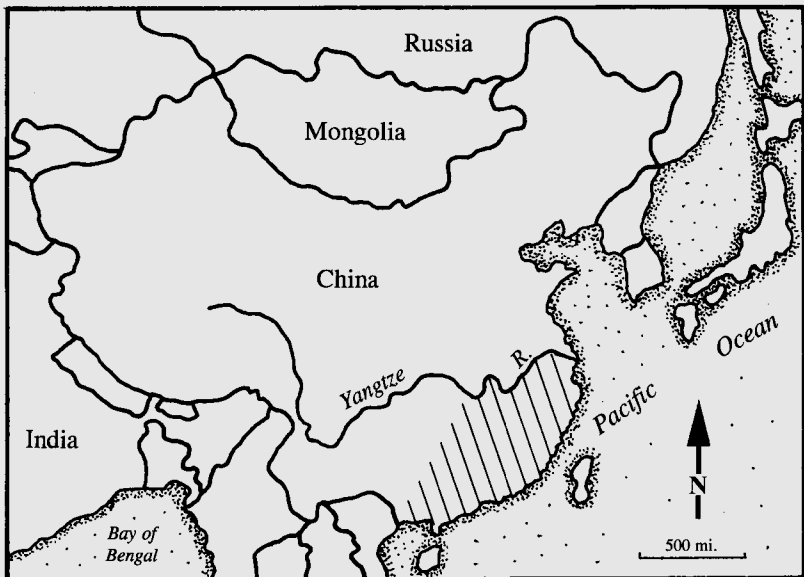 Russia
Mongolia
China
Yangtze R.
Pacific Ocean
India
Bay of
Bengal
N
500 mi.